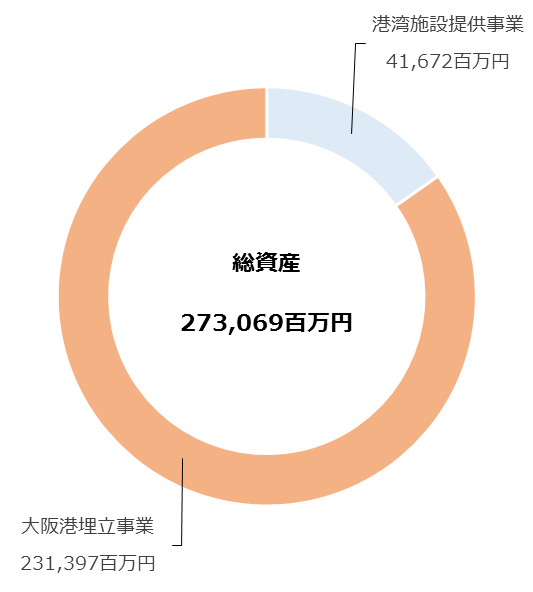 港湾施設提供事業
41,672百万円
総資産
273,069百万円
大阪港埋立事業
231,397百万円